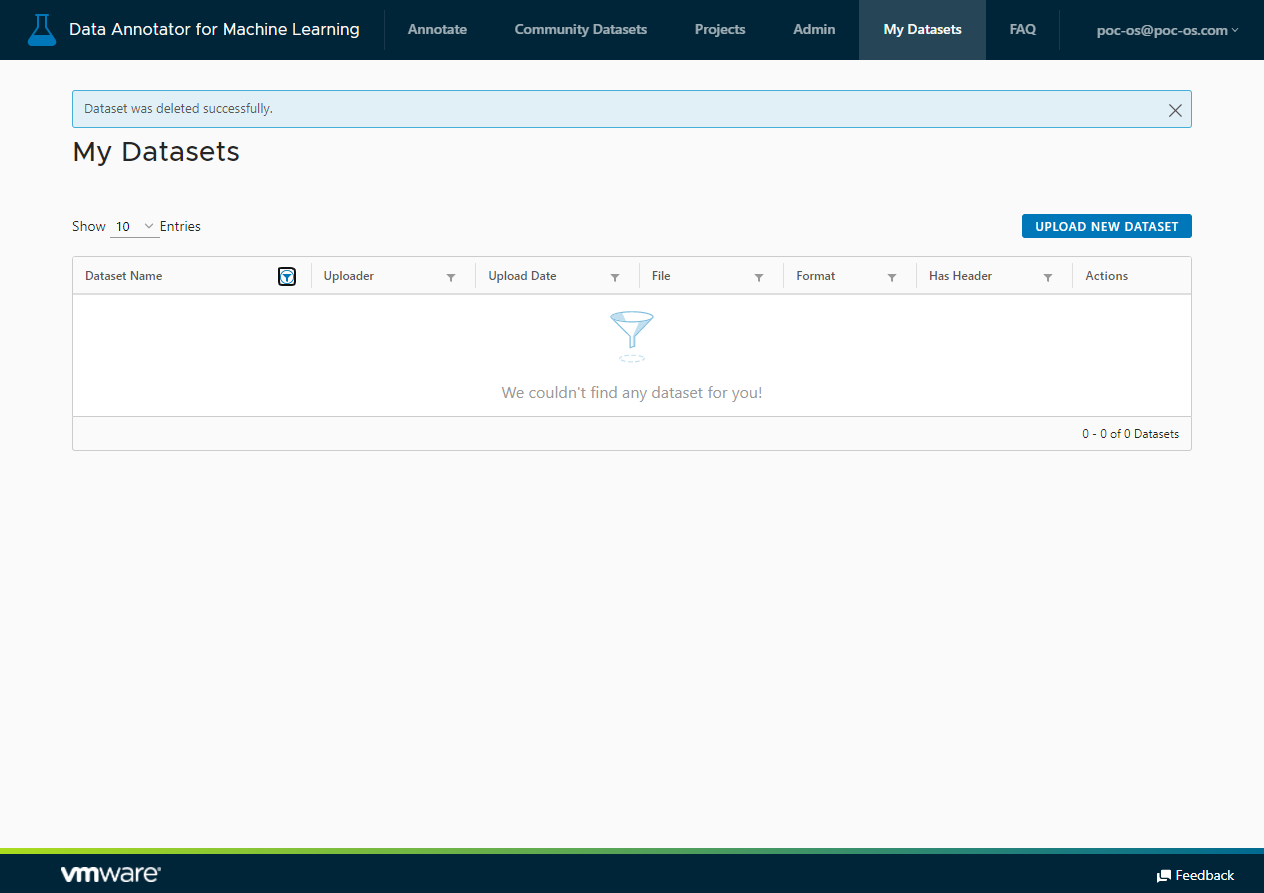 Data Annotator for Machine Learning
Annotate
Community Datasets
Projects
Admin
My Datasets
FAQ
poc-os@poc-os.com
Dataset was deleted successfully.
My Datasets
Show 10 Entries
UPLOAD NEW DATASET
Dataset Name
Uploader
Upload Date
File
Format
Has Header
Actions
We couldn't find any dataset for you!
0 - 0 of 0 Datasets
vmware®
Feedback